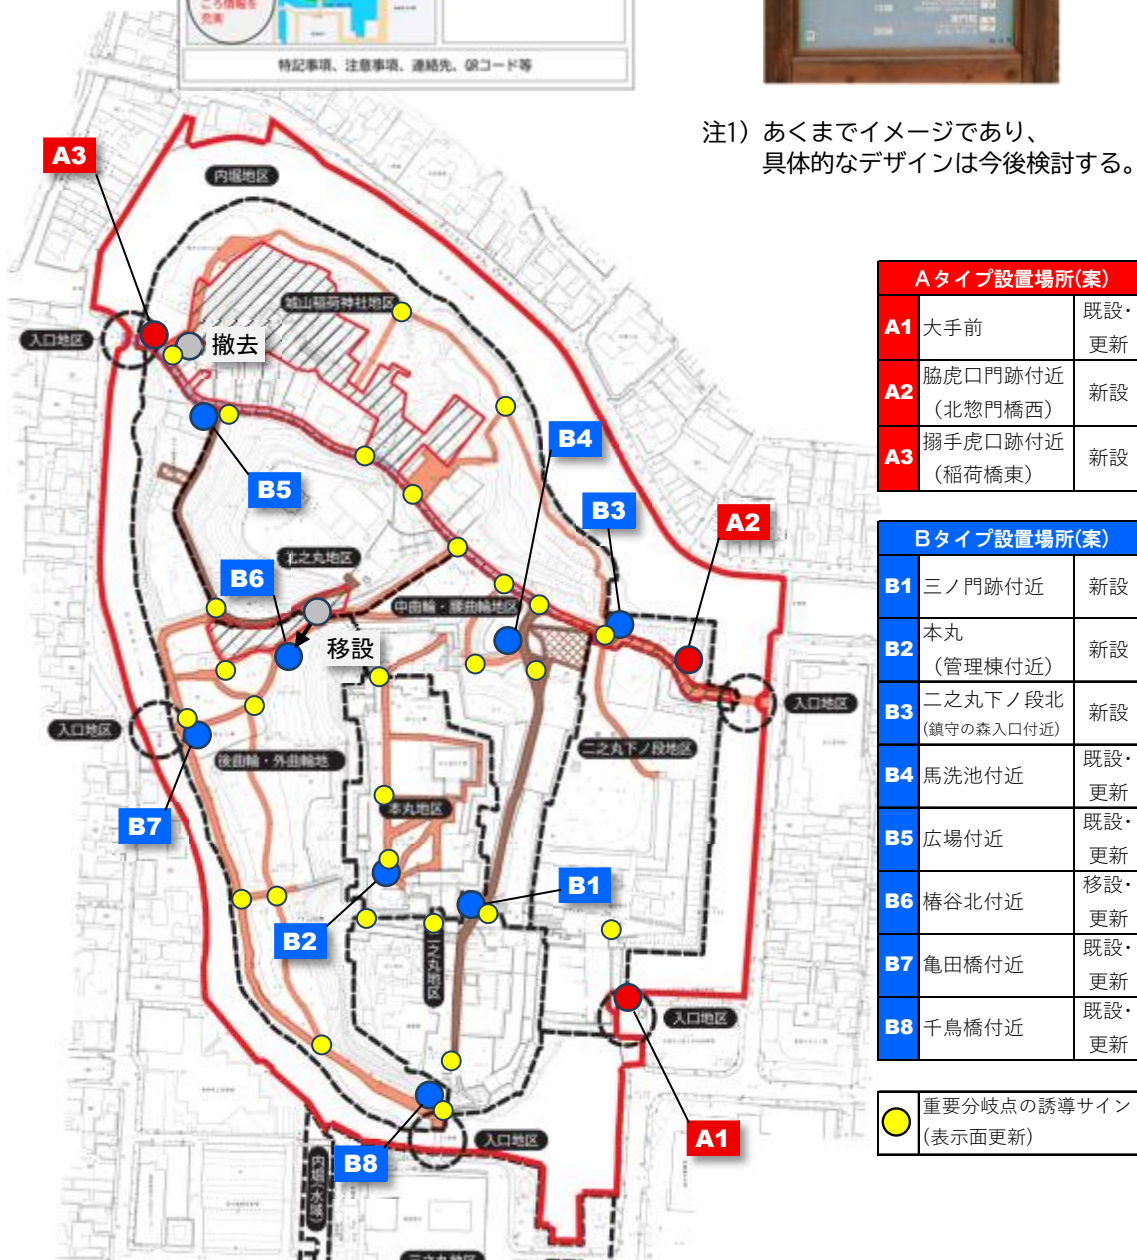 ころ情報を
充実
特記事項、注意事項、連絡先、QRコード等
注1）あくまでイメージであり、
具体的なデザインは今後検討する。
A3
内堀地区
城山稲荷神社地区
入口地区
撤去
B4
B5
B3
A2
北之丸地区
B6
中曲輪・腰曲輪地区
移設
入口地区
入口地区
後曲輪・外曲輪地
二之丸下ノ段地区
本丸地区
B7
B1
B2
二之丸地区
入口地区
入口地区
A1
B8
内堀(水域)
三之丸地区
Aタイプ設置場所(案)
A1 大手前 既設・更新
A2 脇虎口門跡付近（北惣門橋西） 新設
A3 搦手虎口跡付近（稲荷橋東） 新設
Bタイプ設置場所(案)
B1 三ノ門跡付近 新設
B2 本丸（管理棟付近） 新設
B3 二之丸下ノ段北(鎮守の森入口付近) 新設
B4 馬洗池付近 既設・更新
B5 広場付近 既設・更新
B6 椿谷北付近 移設・更新
B7 亀田橋付近 既設・更新
B8 千鳥橋付近 既設・更新
重要分岐点の誘導サイン
(表示面更新)